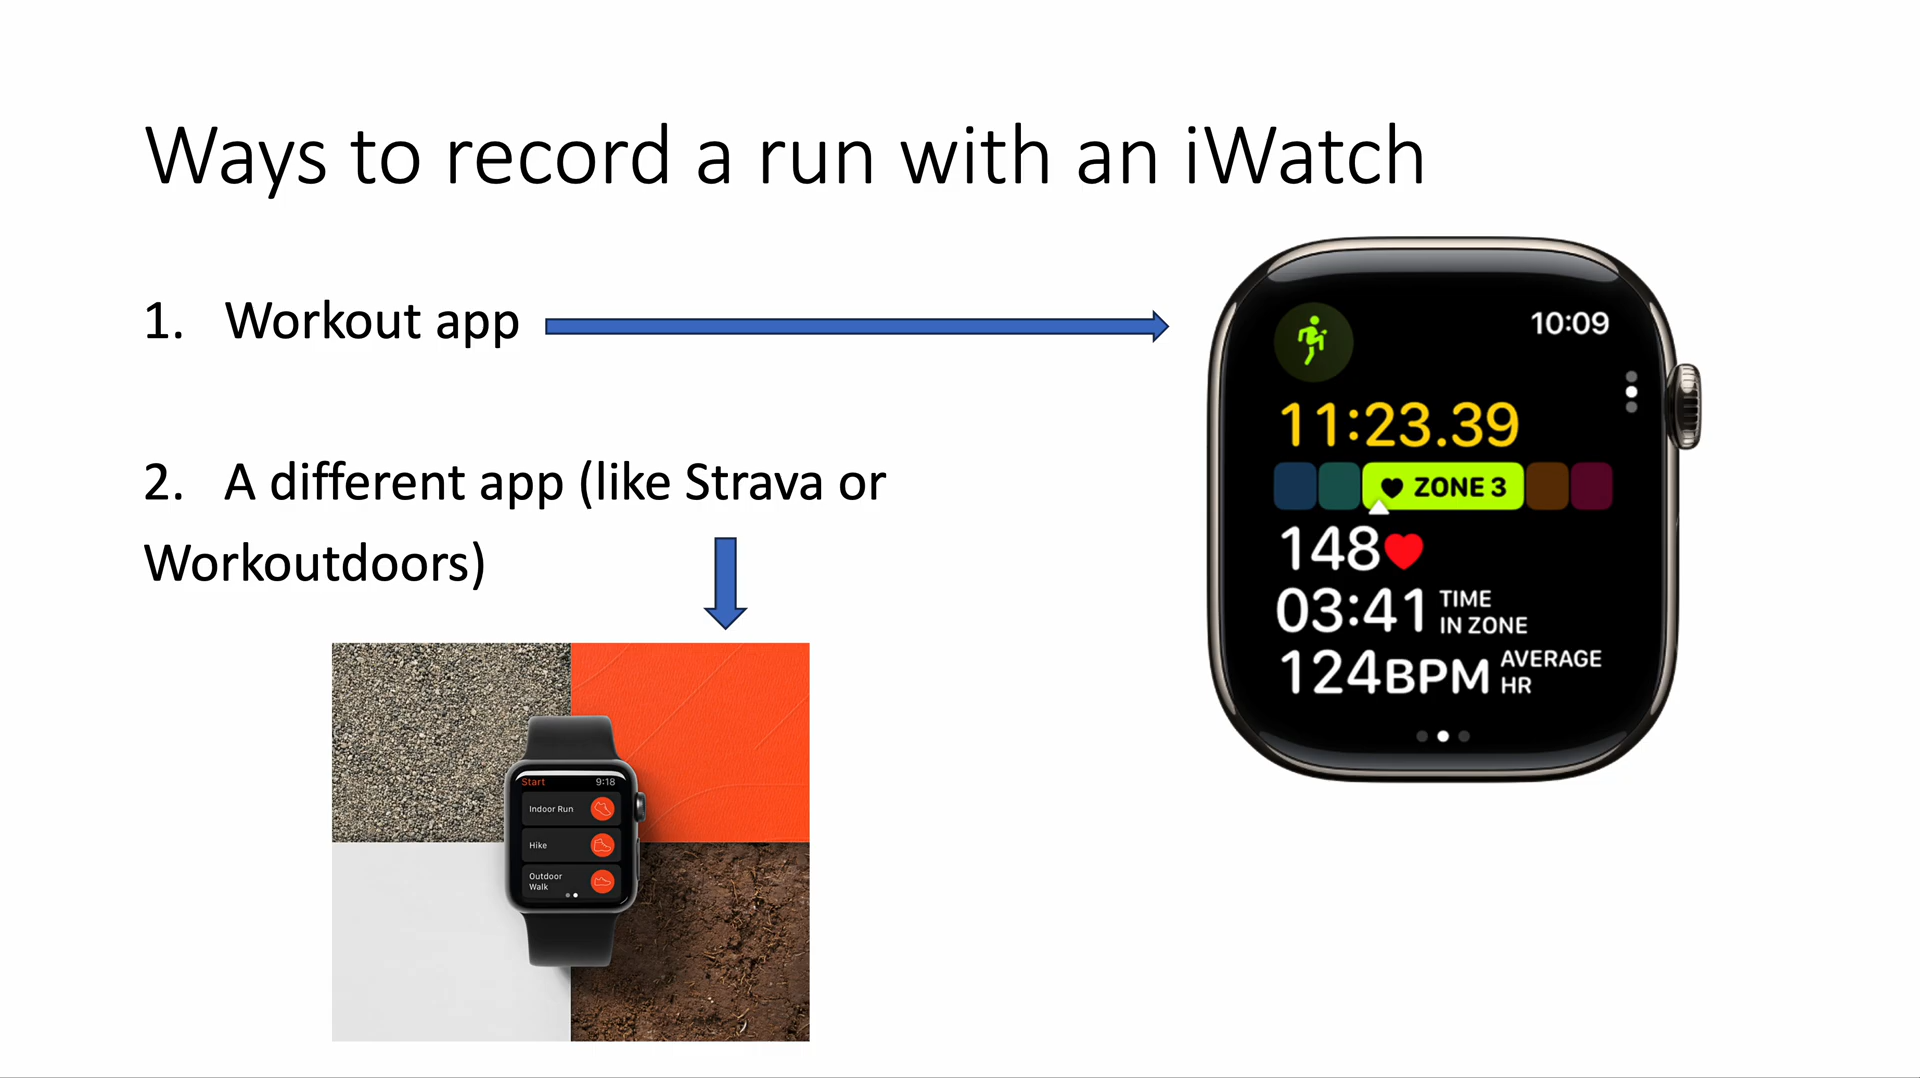 Ways to record a run with an iWatch
1. Workout app
2. A different app (like Strava or
Workoutdoors)
10:09
11:23.39
ZONE 3
148
03:41 TIME
IN ZONE
124BPM AVERAGE
HR
Start 9:18
Indoor Run
Hike
Outdoor
Walk